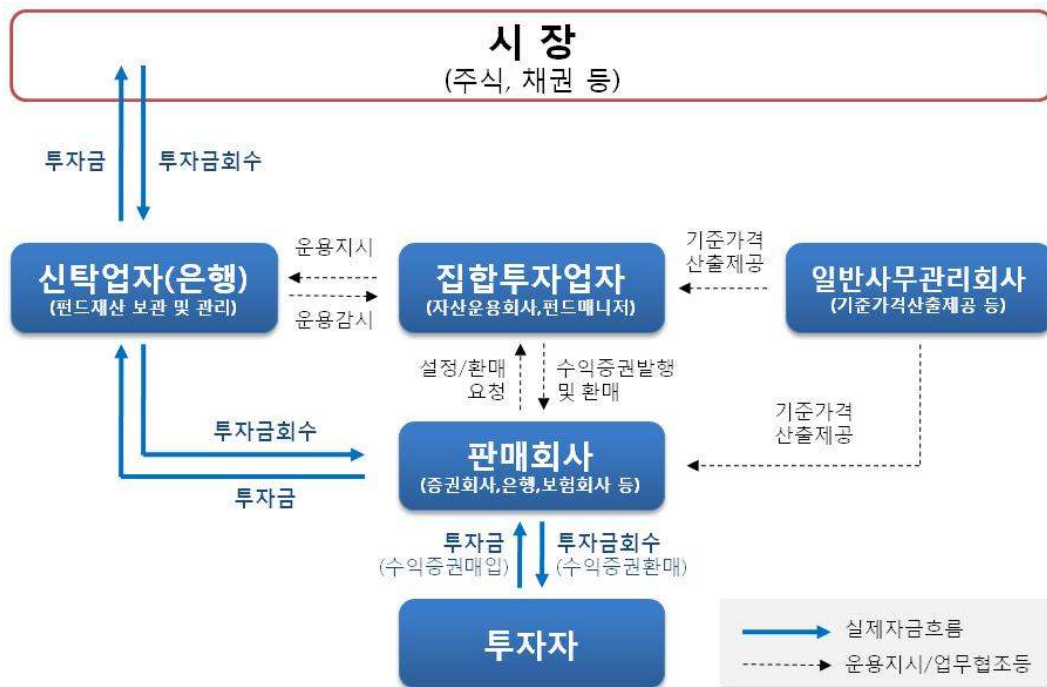 시 장
(주식, 채권 등)
투자금
투자금회수
신탁업자(은행)
(펀드재산 보관 및 관리)
운용지시
운용감시
집합투자업자
(자산운용회사,펀드매니저)
기준가격
산출제공
일반사무관리회사
(기준가격산출제공 등)
설정/환매
요청
수익증권발행
및 환매
기준가격
산출제공
투자금회수
투자금
판매회사
(증권회사,은행,보험회사 등)
투자금
(수익증권매입)
투자금회수
(수익증권환매)
투자자
실제자금흐름
운용지시/업무협조등